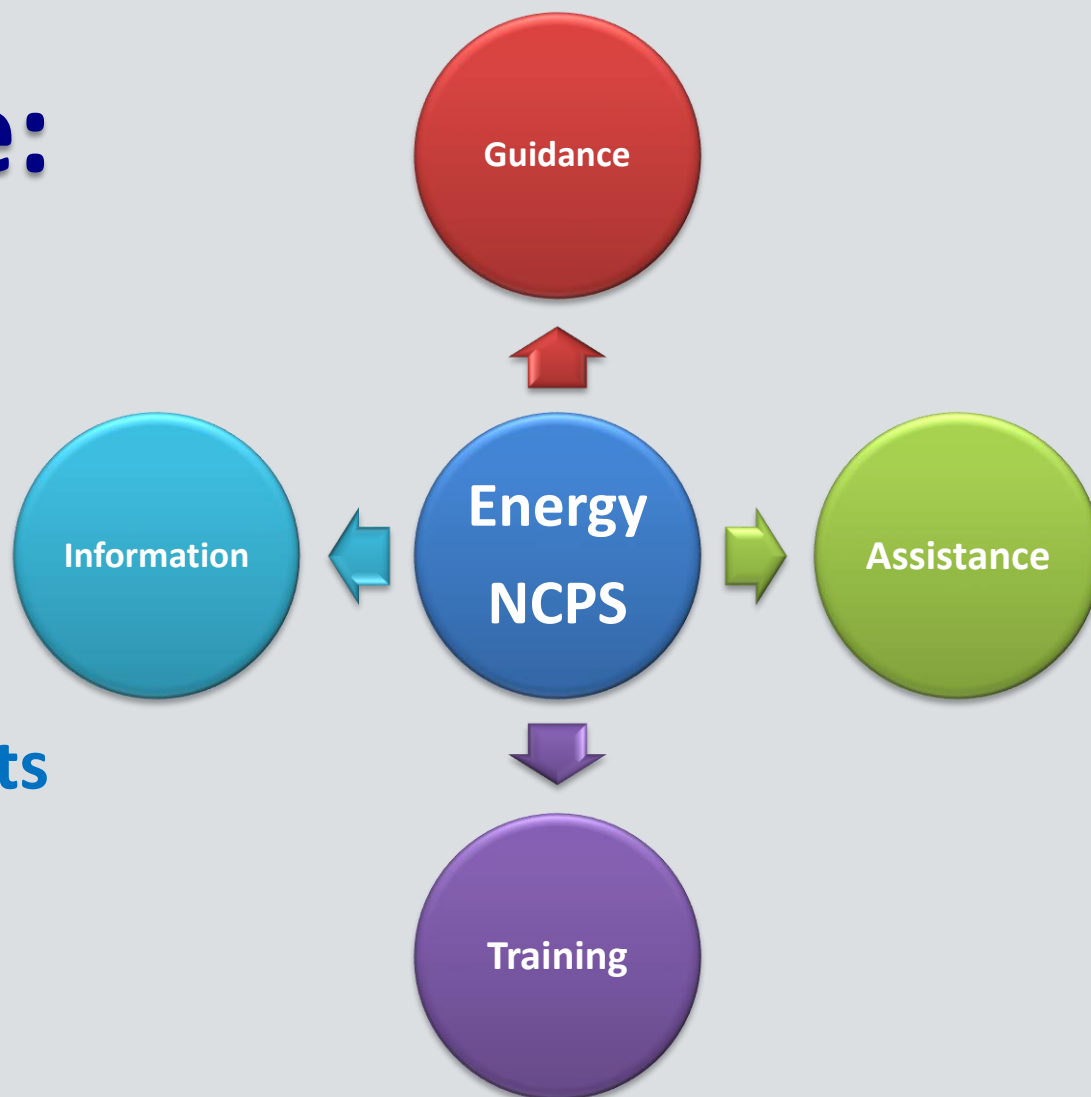 e:
Guidance
Information
Energy
NCPS
Assistance
ts
Training